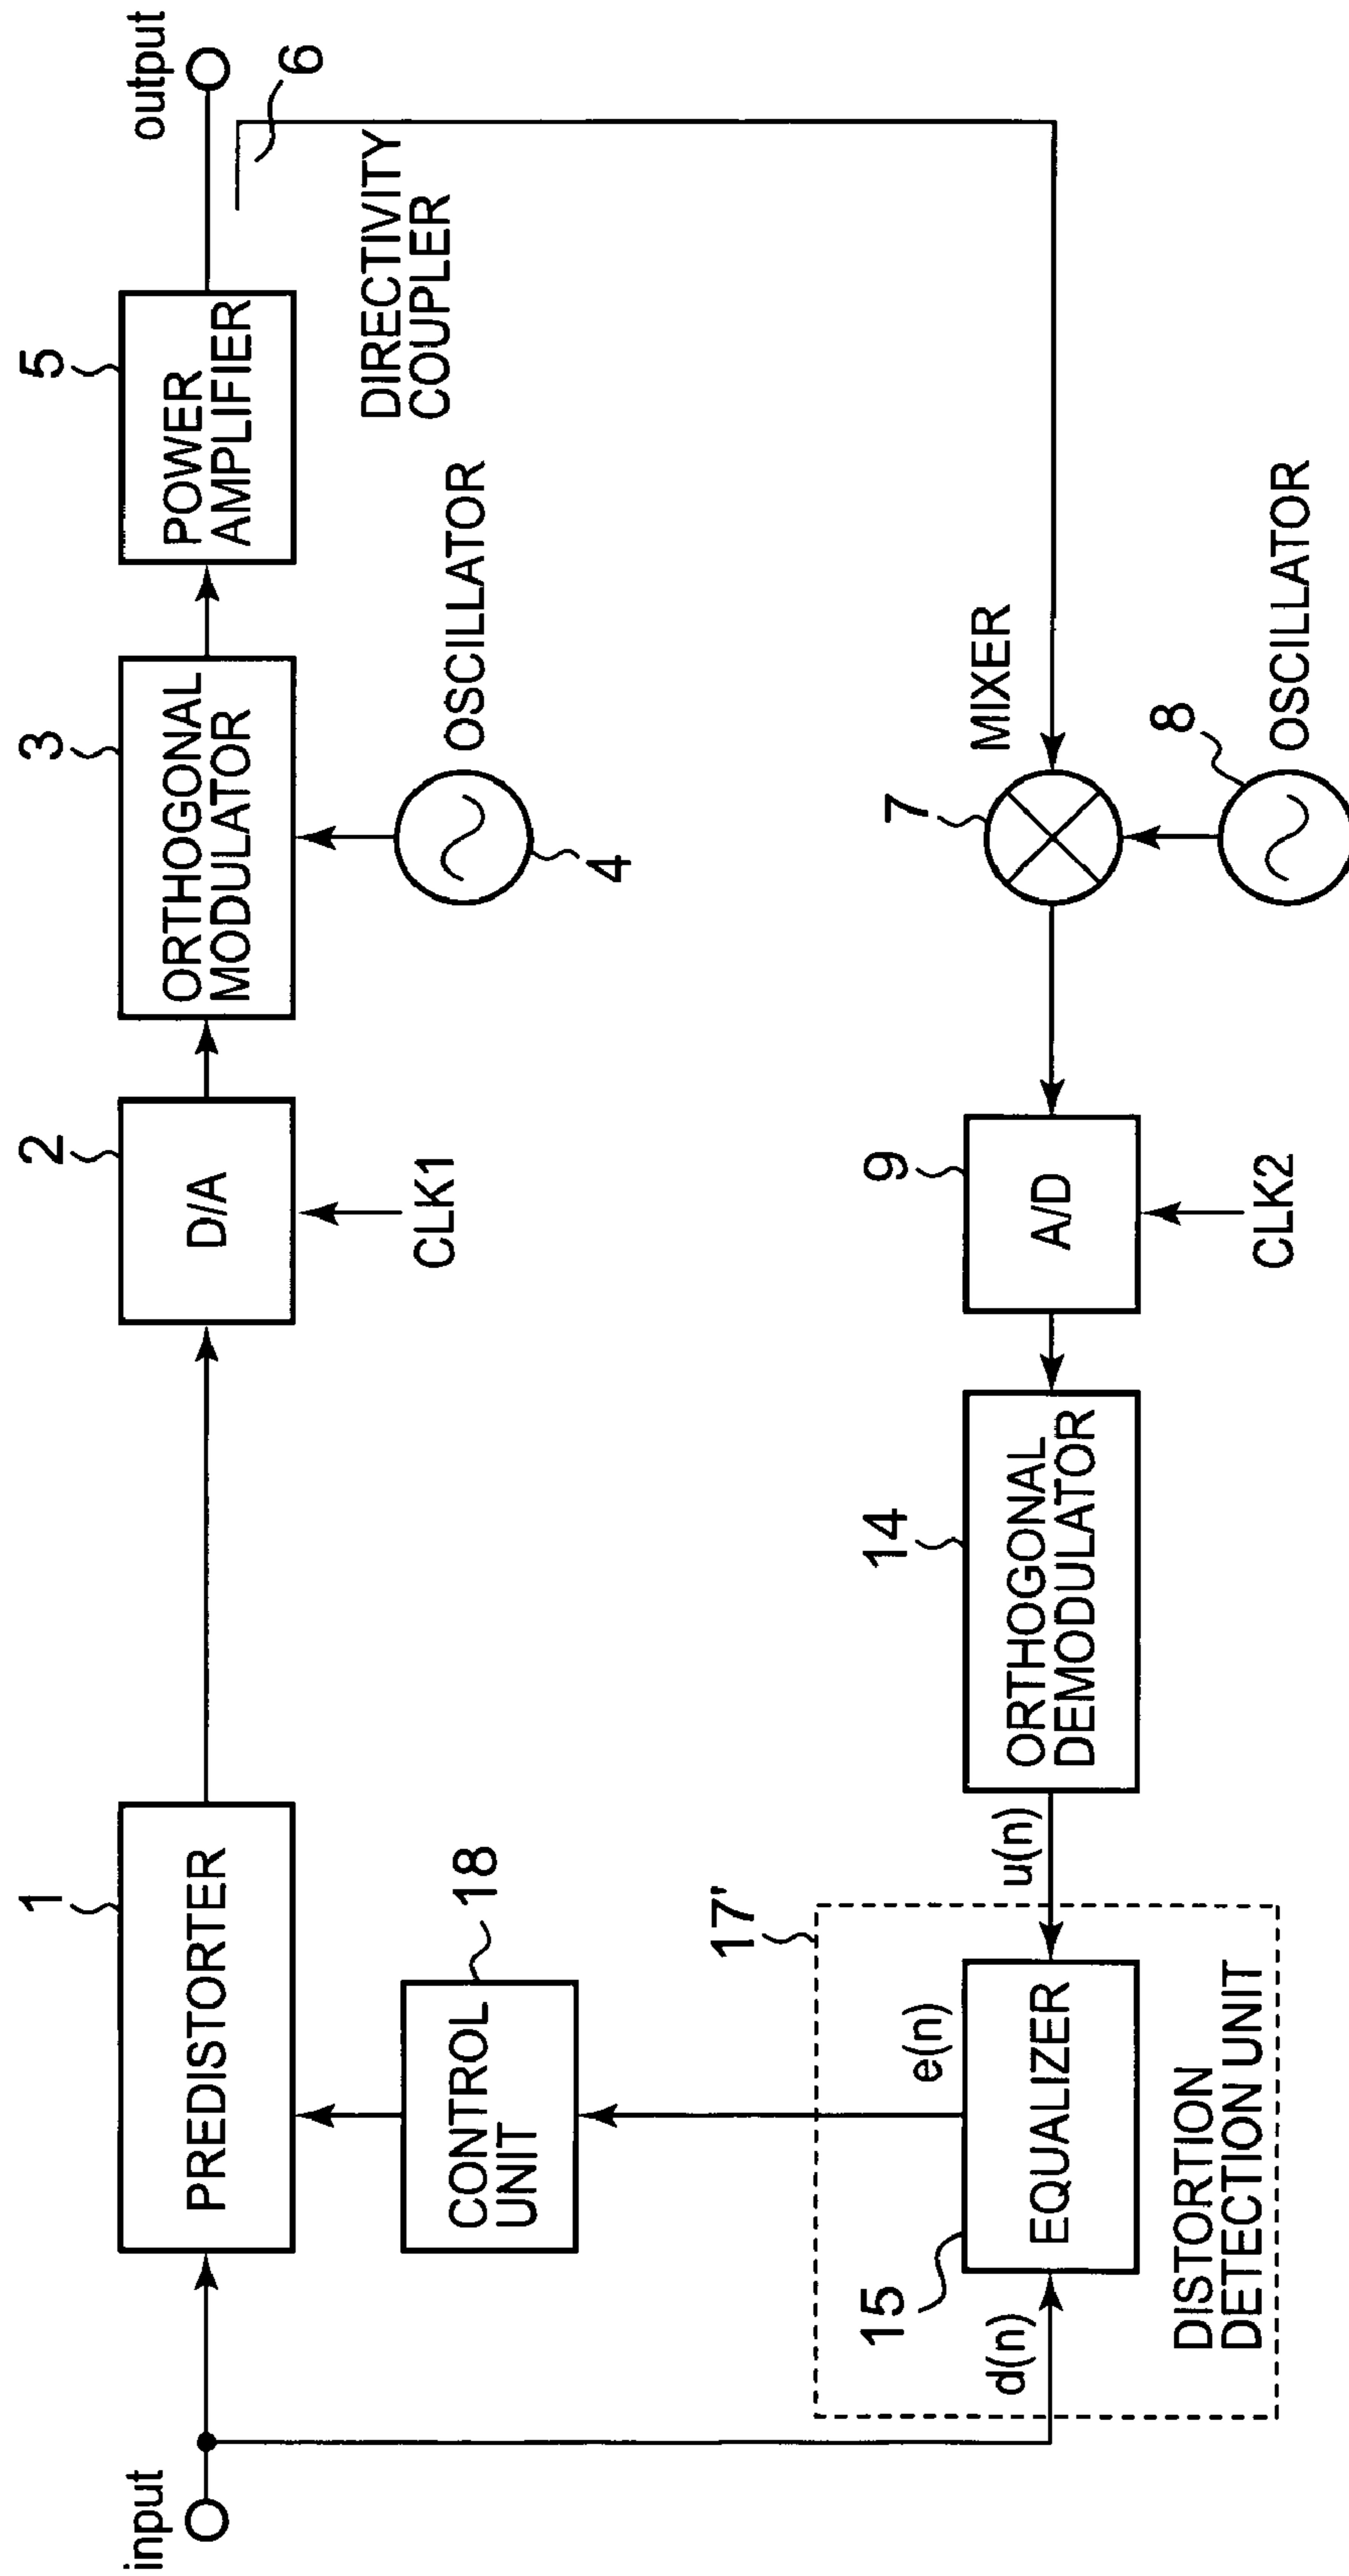 input
1
PREDISTORTER
2
D/A
CLK1
3
ORTHOGONAL
MODULATOR
4
OSCILLATOR
5
POWER
AMPLIFIER
output
6
DIRECTIVITY
COUPLER
18
CONTROL
UNIT
17'
e(n)
15
d(n)
EQUALIZER
DISTORTION
DETECTION UNIT
u(n)
14
ORTHOGONAL
DEMODULATOR
9
A/D
CLK2
7
MIXER
8
OSCILLATOR